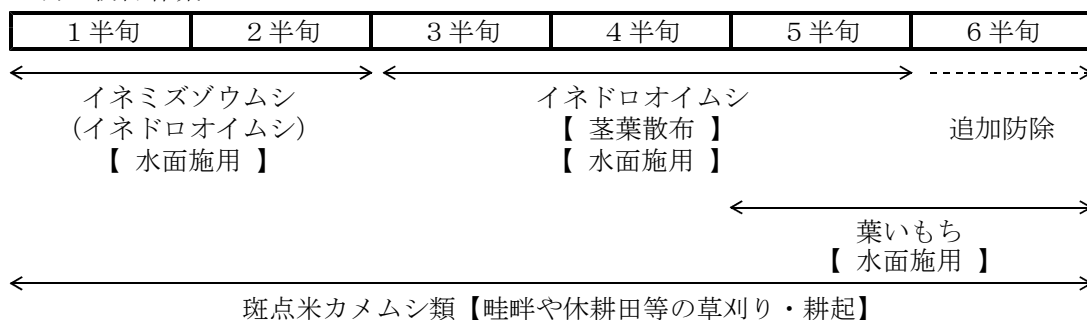 1半旬 2半旬 3半旬 4半旬 5半旬 6半旬
イネミズゾウムシ
(イネドロオイムシ)
【 水面施用 】
イネドロオイムシ
【 茎葉散布 】
【 水面施用 】
追加防除
葉いもち
【 水面施用 】
斑点米カメムシ類【畦畔や休耕田等の草刈り・耕起】